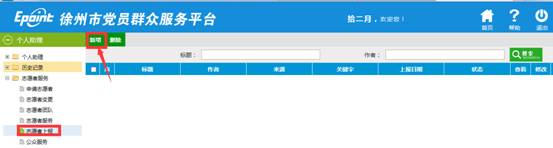 Epoint 徐州市党员群众服务平台
拾二月，欢迎您！
首页 帮助 退出
个人助理
新增 删除
个人助理
历史记录
志愿者服务
申请志愿者
志愿者变更
志愿者团队
志愿者服务
志愿者上报
公众服务
标题： 作者： 搜索
标题 作者 来源 关键字 上报日期 状态 查看 修改